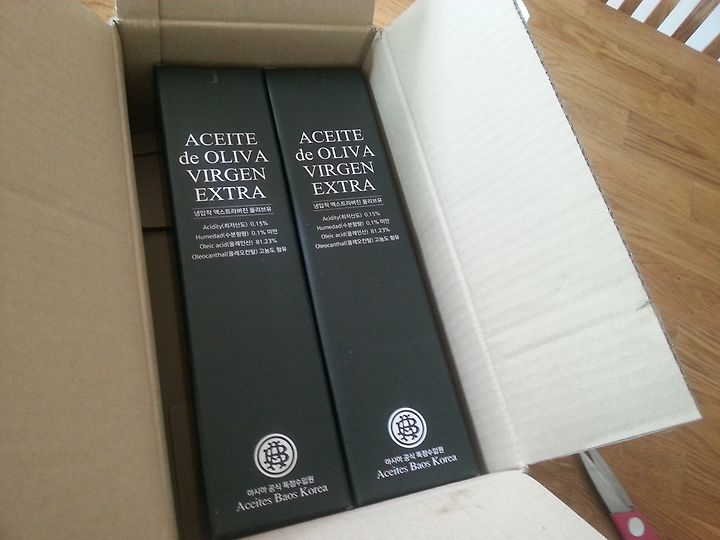 ACEITE
de OLIVA
VIRGEN
EXTRA
냉압착 엑스트라버진 올리브유
Acidity(최저산도) 0.15%
Humedad(수분함량) 0.1% 미만
Oleic acid(올레인산) 81.23%
Oleocanthal(올레오칸탈) 고농도 함유
아시아 공식 독점수입원
Aceites Baos Korea
ACEITE
de OLIVA
VIRGEN
EXTRA
냉압착 엑스트라버진 올리브유
Acidity(최저산도) 0.15%
Humedad(수분함량) 0.1% 미만
Oleic acid(올레인산) 81.23%
Oleocanthal(올레오칸탈) 고농도 함유
아시아 공식 독점수입원
Aceites Baos Korea